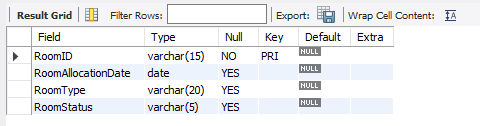 Result Grid Filter Rows: Export: Wrap Cell Content: IA
Field Type Null Key Default Extra
RoomID varchar(15) NO PRI NULL
RoomAllocationDate date YES NULL
RoomType varchar(20) YES NULL
RoomStatus varchar(5) YES NULL